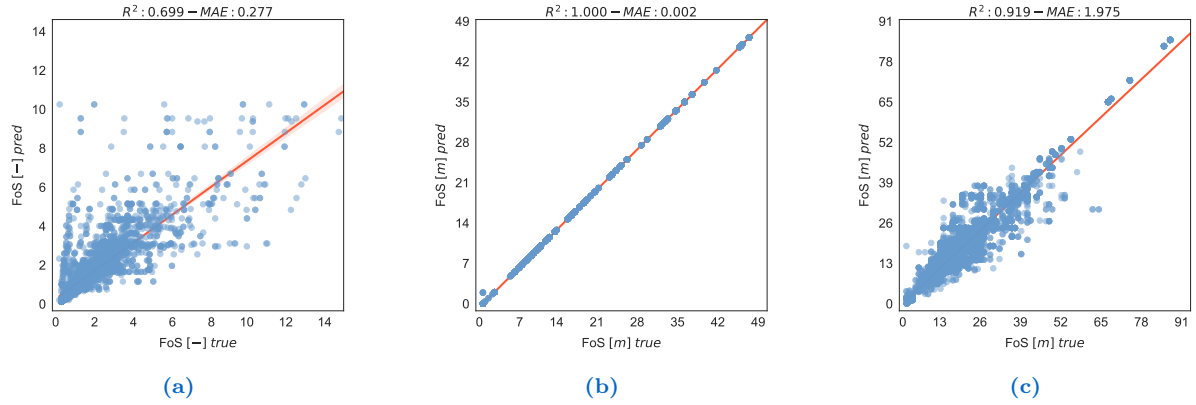 R² : 0.699 − MAE : 0.277
14
12
10
8
6
4
2
0
FoS [−] pred
0 2 4 6 8 10 12 14
FoS [−] true
(a)
R² : 1.000 − MAE : 0.002
49
42
35
28
21
14
7
0
FoS [m] pred
0 7 14 21 28 35 42 49
FoS [m] true
(b)
R² : 0.919 − MAE : 1.975
91
78
65
52
39
26
13
0
FoS [m] pred
0 13 26 39 52 65 78 91
FoS [m] true
(c)